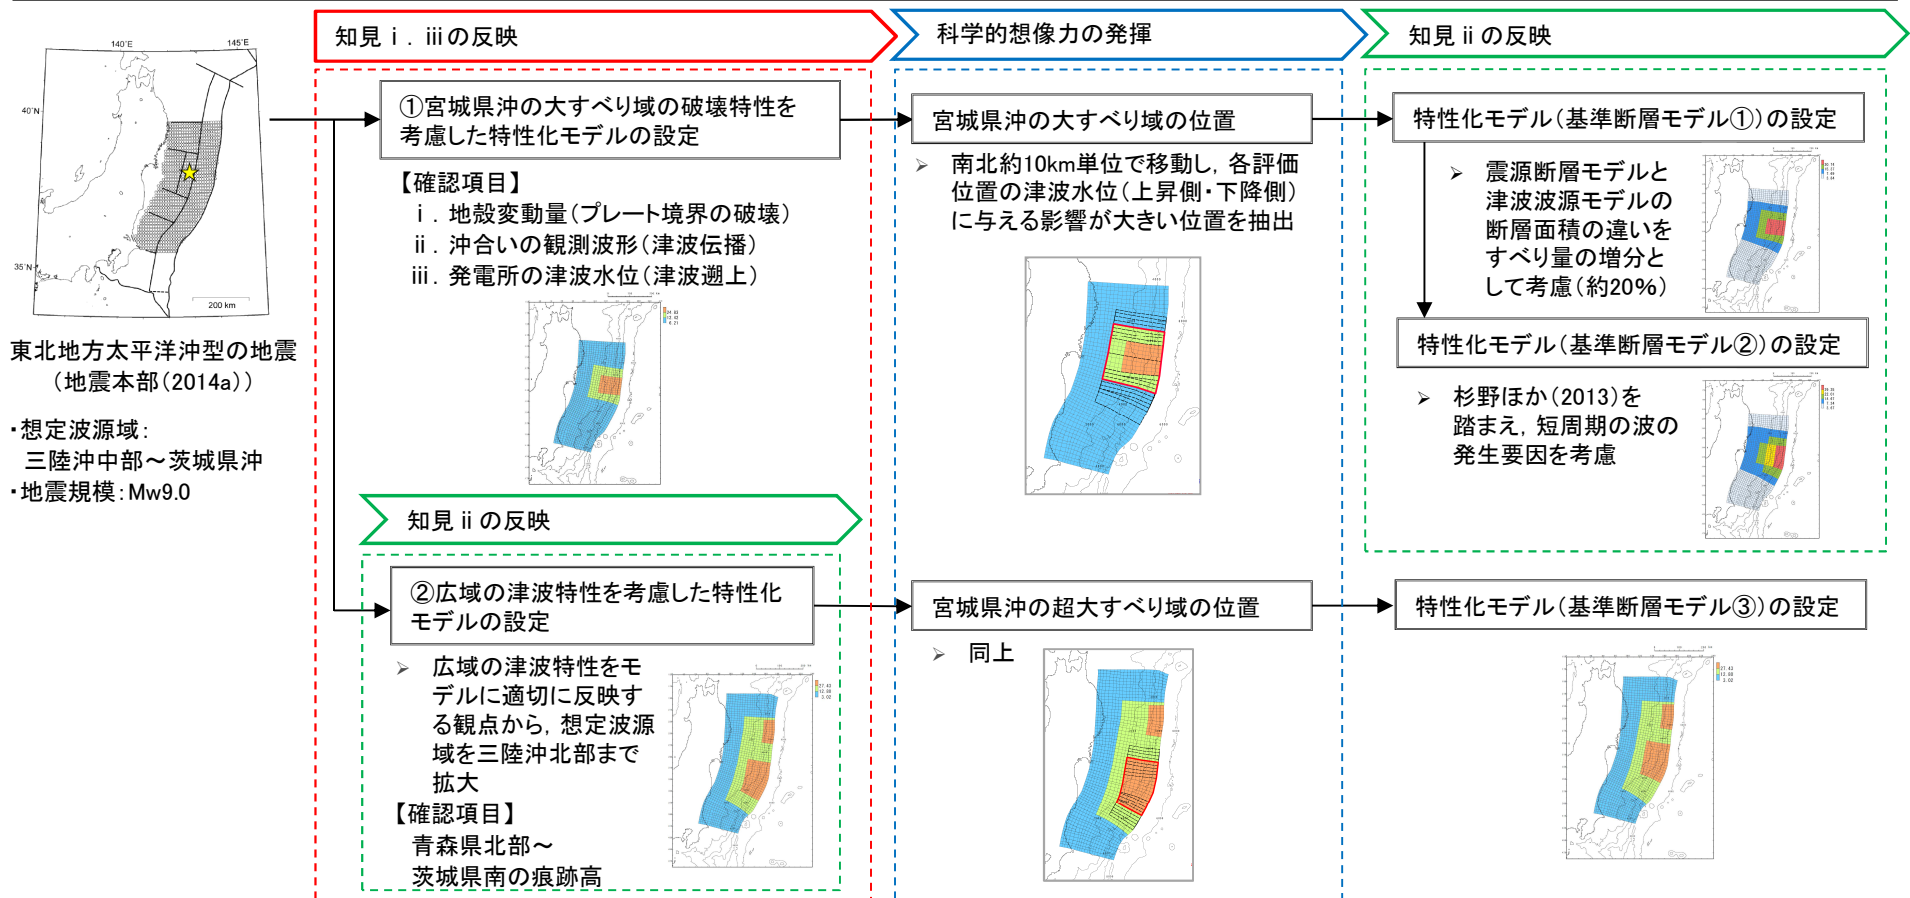 知見ⅰ．ⅲの反映
科学的想像力の発揮
知見ⅱの反映
140°E
145°E
40°N
35°N
200 km
東北地方太平洋沖型の地震
（地震本部（2014a））
・想定波源域：
三陸沖中部～茨城県沖
・地震規模：Mw9.0
①宮城県沖の大すべり域の破壊特性を
考慮した特性化モデルの設定
【確認項目】
ⅰ．地殻変動量（プレート境界の破壊）
ⅱ．沖合いの観測波形（津波伝播）
ⅲ．発電所の津波水位（津波遡上）
知見ⅱの反映
②広域の津波特性を考慮した特性化
モデルの設定
➢ 広域の津波特性をモ
デルに適切に反映す
る観点から，想定波源
域を三陸沖北部まで
拡大
【確認項目】
青森県北部～
茨城県南の痕跡高
宮城県沖の大すべり域の位置
➢ 南北約10km単位で移動し，各評価
位置の津波水位（上昇側・下降側）
に与える影響が大きい位置を抽出
宮城県沖の超大すべり域の位置
➢ 同上
特性化モデル（基準断層モデル①）の設定
➢ 震源断層モデルと
津波波源モデルの
断層面積の違いを
すべり量の増分と
して考慮（約20%）
特性化モデル（基準断層モデル②）の設定
➢ 杉野ほか（2013）を
踏まえ，短周期の波の
発生要因を考慮
特性化モデル（基準断層モデル③）の設定